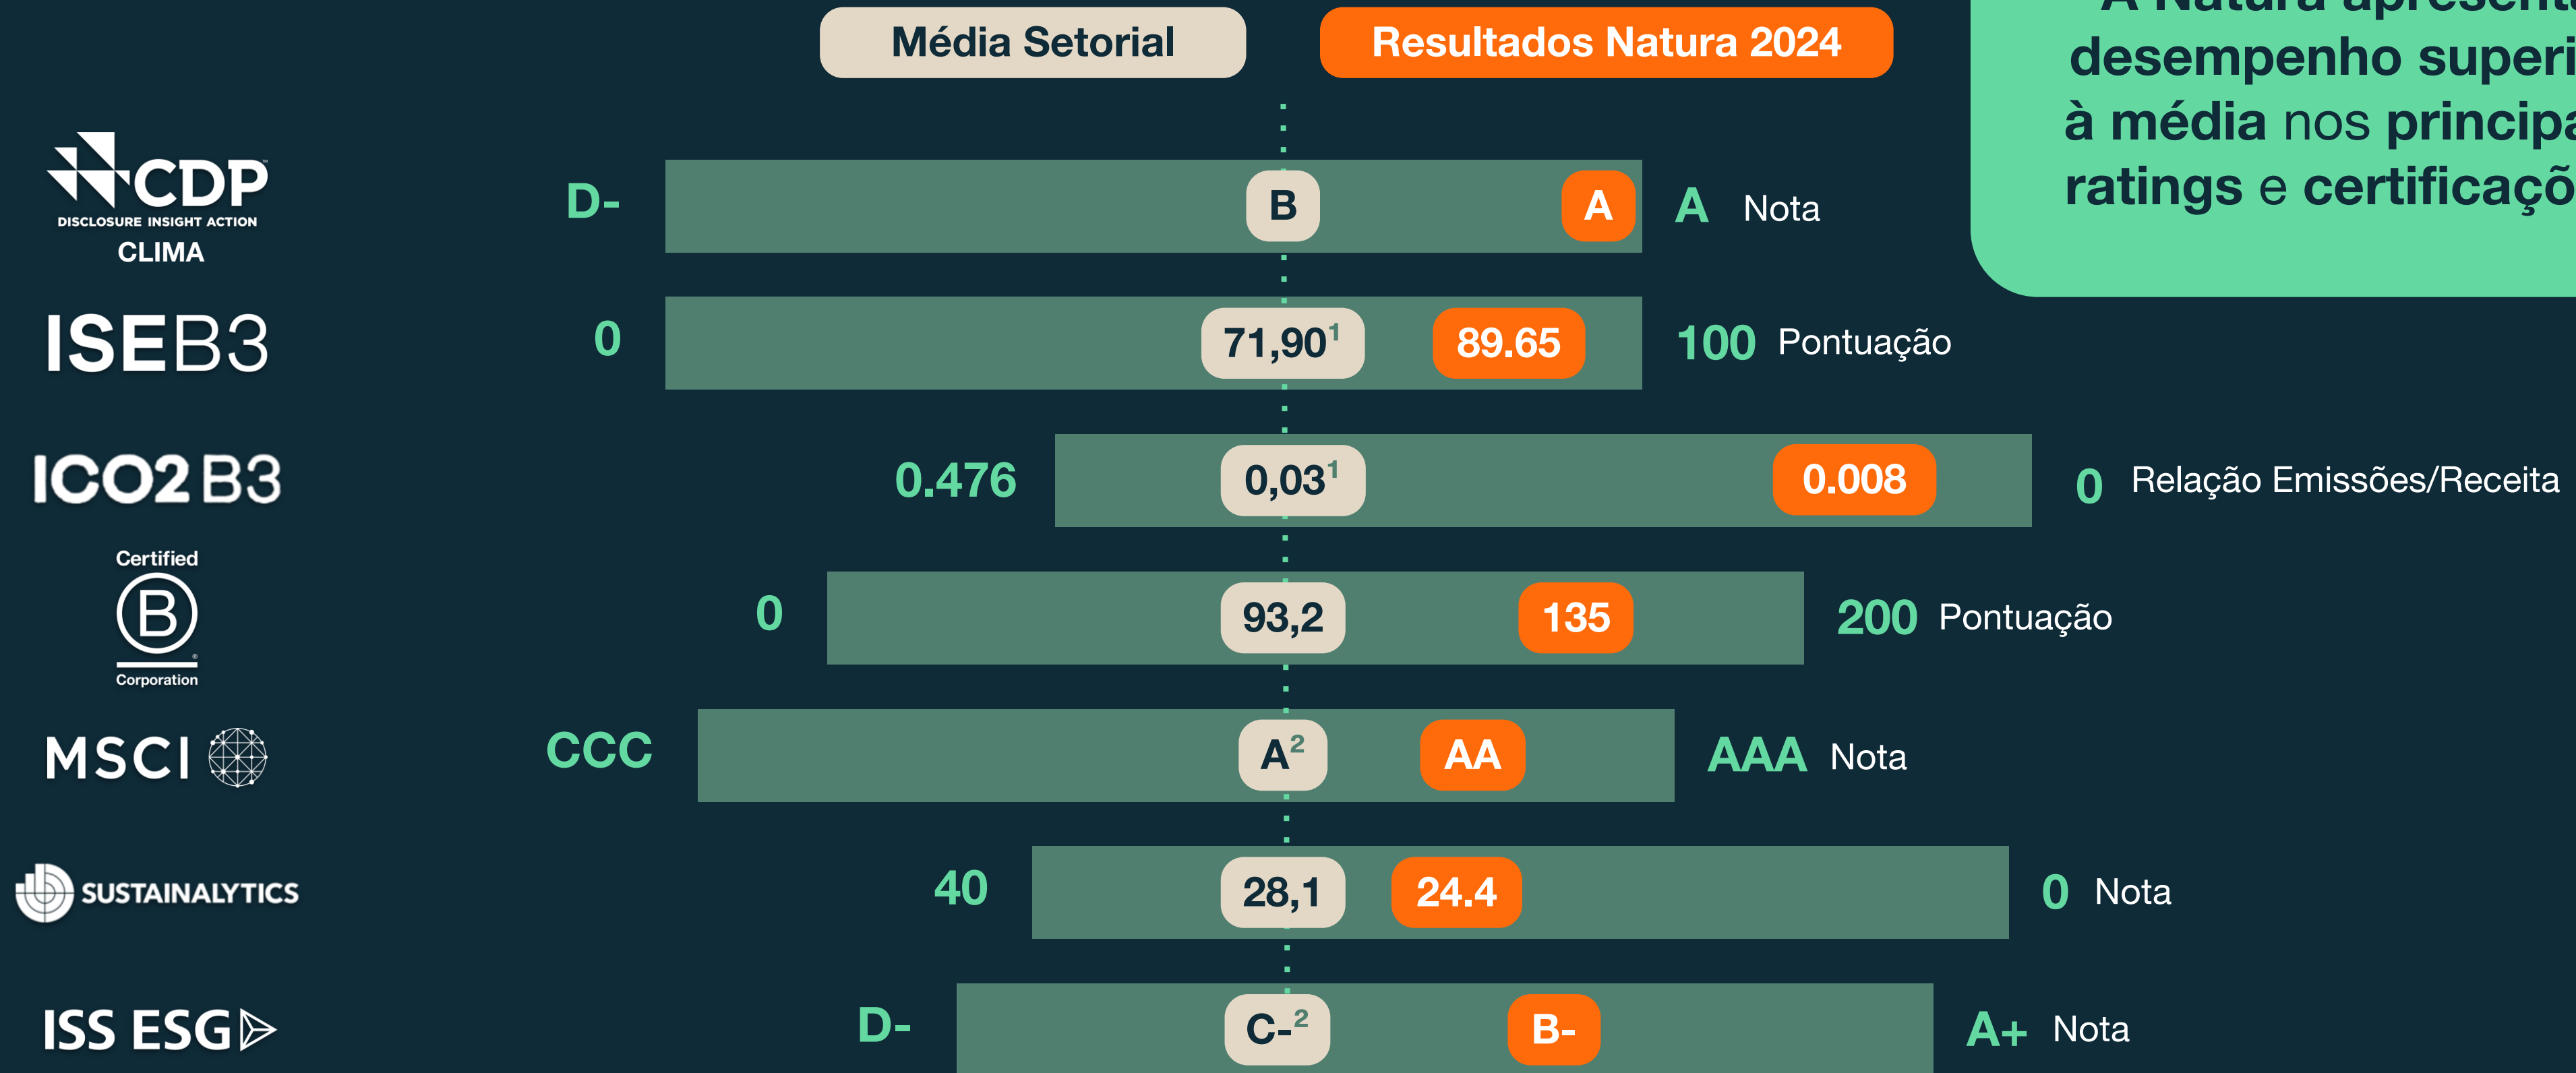 Média Setorial
Resultados Natura 2024
desempenho
à média nos
ratings e
CDP
DISCLOSURE INSIGHT ACTION
CLIMA
D-
B
A
A Nota
ISEB3
0
71,90¹
89.65
100 Pontuação
ICO2 B3
0.476
0,03¹
0.008
0 Relação Emissões/Receita
Certified
B
®
Corporation
0
93,2
135
200 Pontuação
MSCI
CCC
A²
AA
AAA Nota
SUSTAINALYTICS
40
28,1
24.4
0 Nota
ISS ESG
D-
C-²
B-
A+ Nota